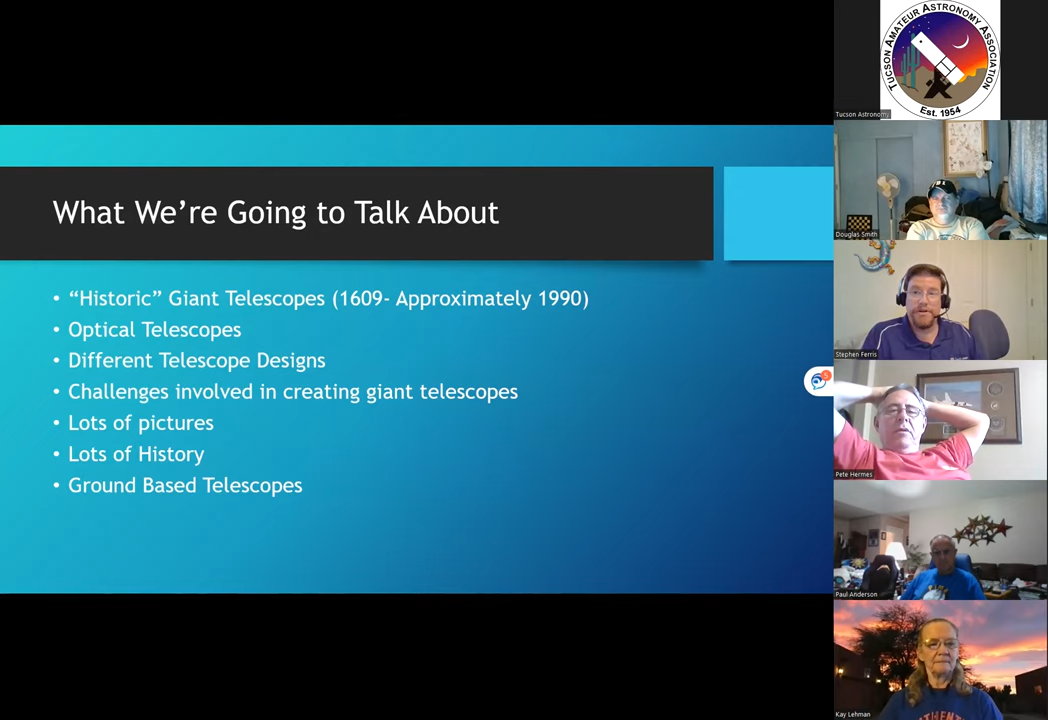 What We’re Going to Talk About
• “Historic” Giant Telescopes (1609- Approximately 1990)
• Optical Telescopes
• Different Telescope Designs
• Challenges involved in creating giant telescopes
• Lots of pictures
• Lots of History
• Ground Based Telescopes
TUCSON AMATEUR ASTRONOMY ASSOCIATION
Est. 1954
Tucson Astronomy
Douglas Smith
Stephen Ferris
Pete Hermes
Paul Anderson
Kay Lehman